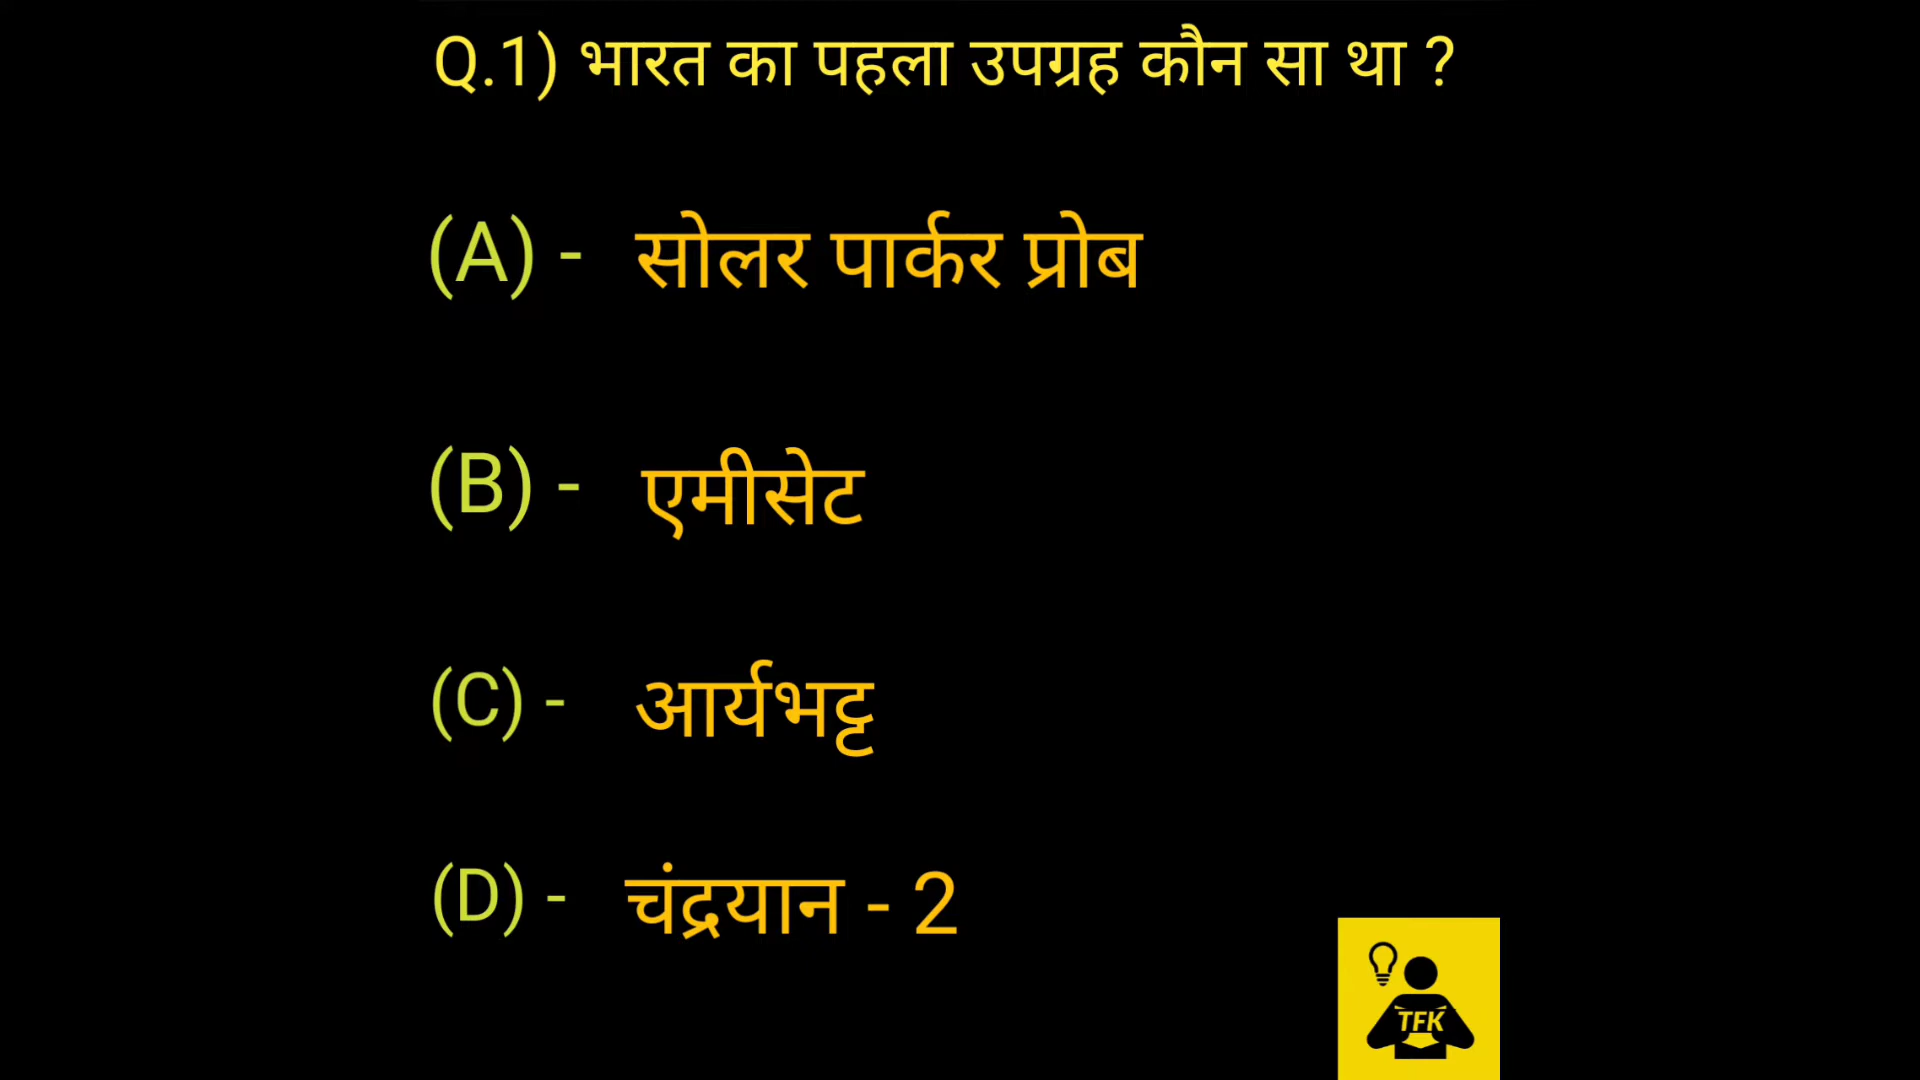 Q.1) भारत का पहला उपग्रह कौन सा था ?
(A) - सोलर पार्कर प्रोब
(B) - एमीसेट
(C) - आर्यभट्ट
(D) - चंद्रयान - 2
TFK